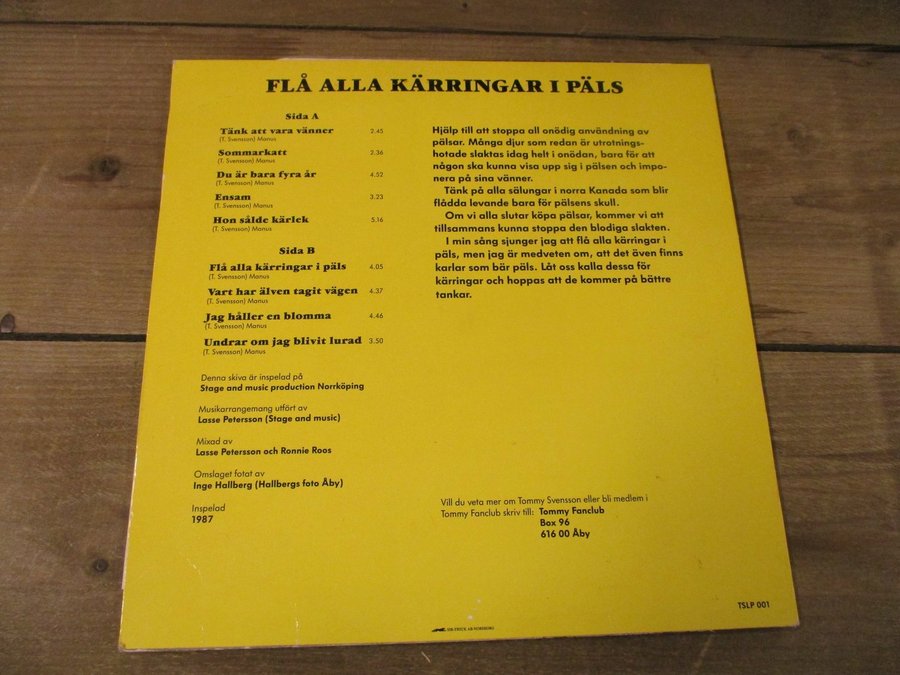 FLÅ ALLA KÄRRINGAR I PÄLS
Sida A
Tänk att vara vänner 2.45
(T. Svensson) Manus
Sommarkatt 2.36
(T. Svensson) Manus
Du är bara fyra år 4.52
(T. Svensson) Manus
Ensam 3.23
(T. Svensson) Manus
Hon sålde kärlek 5.16
(T. Svensson) Manus
Sida B
Flå alla kärringar i päls 4.05
(T. Svensson) Manus
Vart har älven tagit vägen 4.37
(T. Svensson) Manus
Jag håller en blomma 4.46
(T. Svensson) Manus
Undrar om jag blivit lurad 3.50
(T. Svensson) Manus
Denna skiva är inspelad på
Stage and music production Norrköping
Musikarrangemang utfört av
Lasse Petersson (Stage and music)
Mixad av
Lasse Petersson och Ronnie Roos
Omslaget fotat av
Inge Hallberg (Hallbergs foto Åby)
Inspelad
1987
Hjälp till att stoppa all onödig användning av
pälsar. Många djur som redan är utrotnings-
hotade slaktas idag helt i onödan, bara för att
någon ska kunna visa upp sig i pälsen och impo-
nera på sina vänner.
Tänk på alla sälungar i norra Kanada som blir
flådda levande bara för pälsens skull.
Om vi alla slutar köpa pälsar, kommer vi att
tillsammans kunna stoppa den blodiga slakten.
I min sång sjunger jag att flå alla kärringar i
päls, men jag är medveten om, att det även finns
karlar som bär päls. Låt oss kalla dessa för
kärringar och hoppas att de kommer på bättre
tankar.
Vill du veta mer om Tommy Svensson eller bli medlem i
Tommy Fanclub skriv till: Tommy Fanclub
Box 96
616 00 Åby
TSLP 001